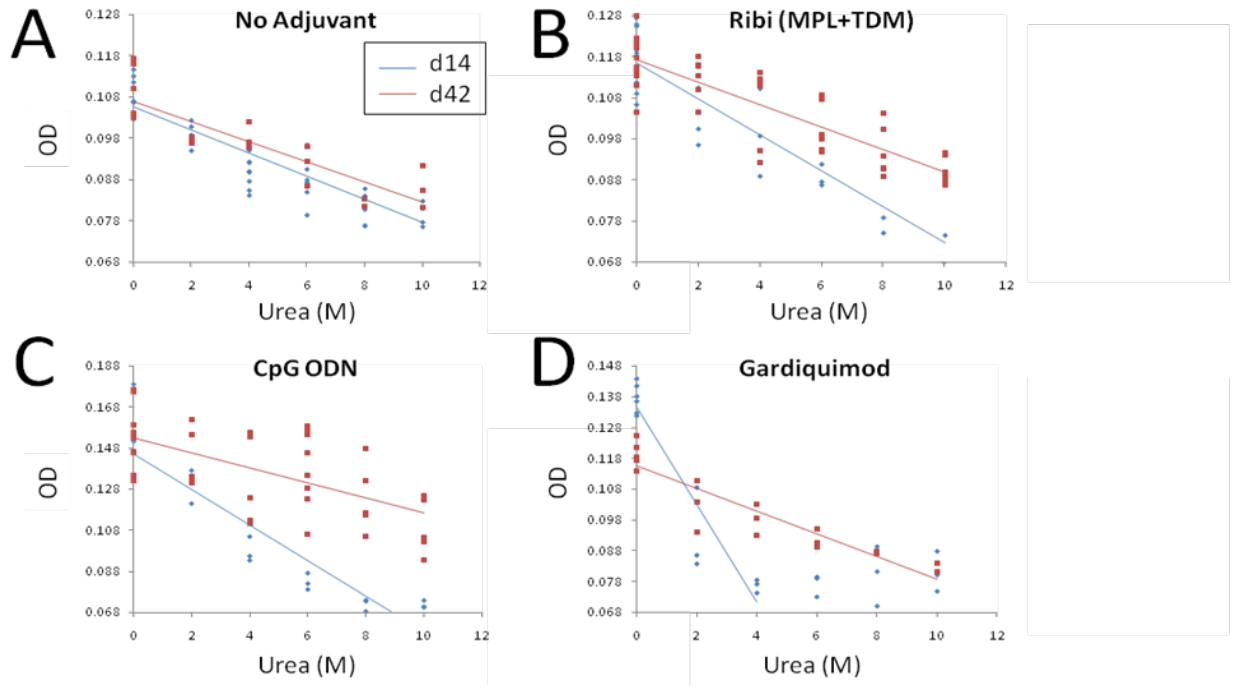 A
No Adjuvant
OD
0.128
0.118
0.108
0.098
0.088
0.078
0.068
d14
d42
0 2 4 6 8 10 12
Urea (M)
B
Ribi (MPL+TDM)
OD
0.128
0.118
0.108
0.098
0.088
0.078
0.068
0 2 4 6 8 10 12
Urea (M)
C
CpG ODN
OD
0.188
0.168
0.148
0.128
0.108
0.088
0.068
0 2 4 6 8 10 12
Urea (M)
D
Gardiquimod
OD
0.148
0.138
0.128
0.118
0.108
0.098
0.088
0.078
0.068
0 2 4 6 8 10 12
Urea (M)